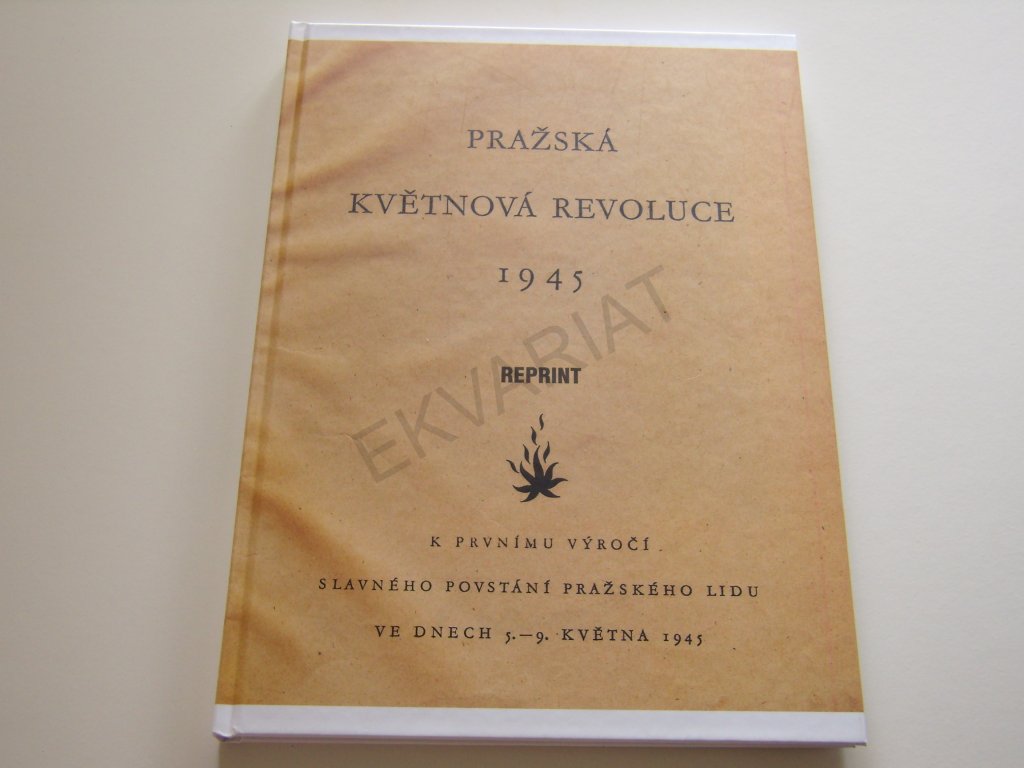 PRAŽSKÁ
KVĚTNOVÁ REVOLUCE
1945
REPRINT
EKVARIAT
K PRVNÍMU VÝROČÍ
SLAVNÉHO POVSTÁNÍ PRAŽSKÉHO LIDU
VE DNECH 5.—9. KVĚTNA 1945